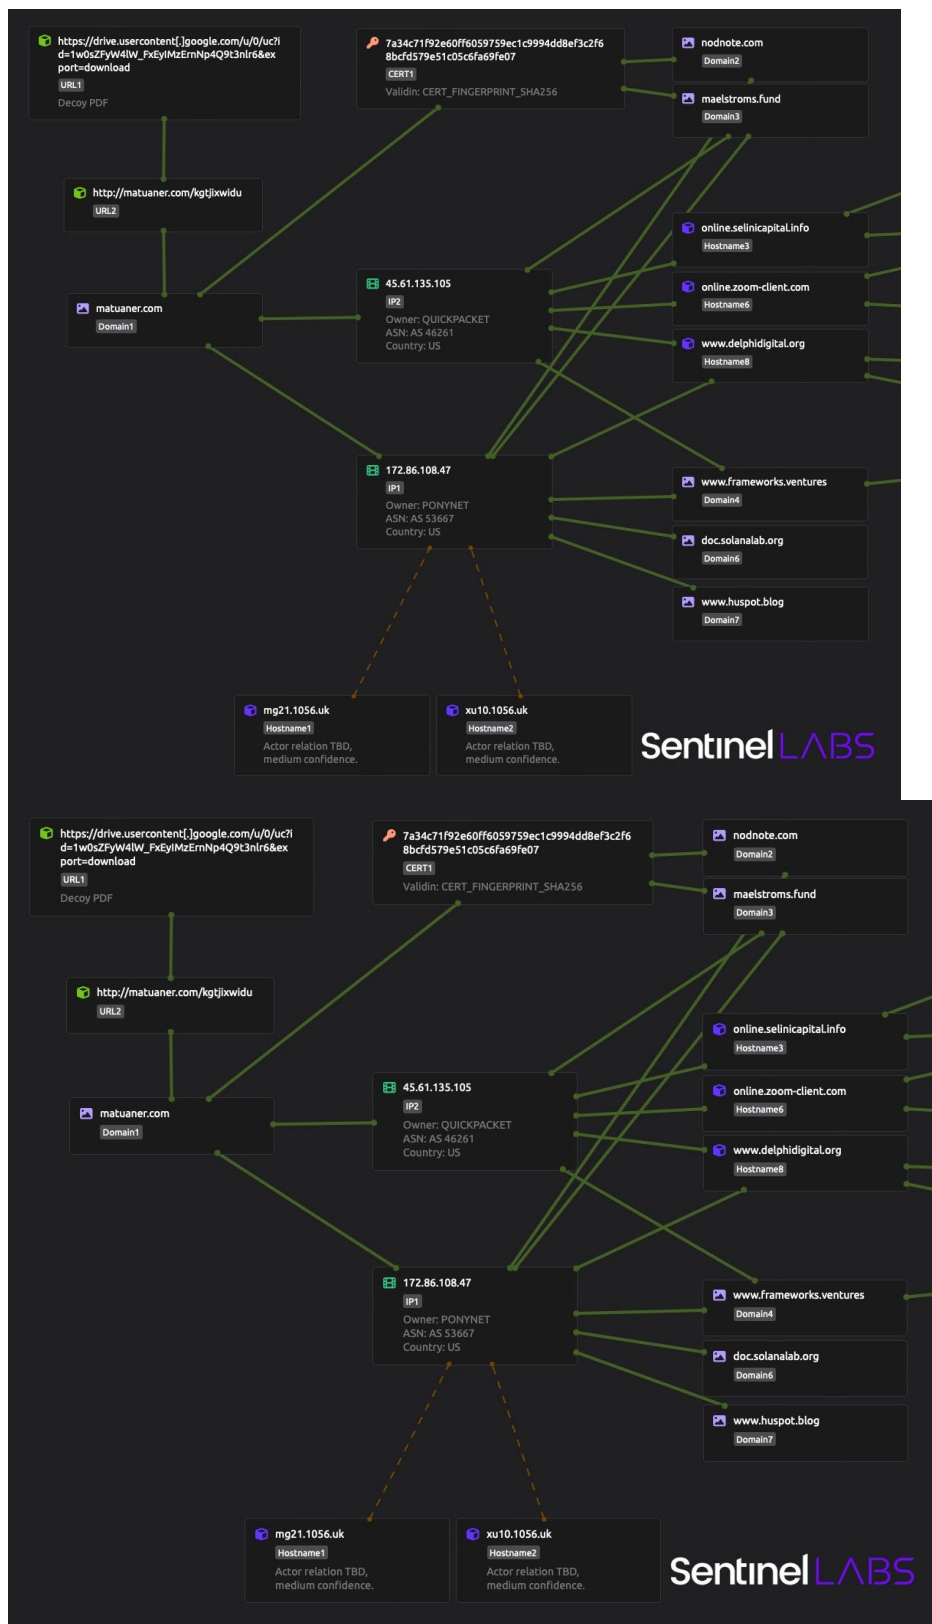 https://drive.usercontent[.]google.com/u/0/uc?i
d=1w0sZFyW4lW_FxEyIMzErnNp4Q9t3nlr6&ex
port=download
URL1
Decoy PDF
7a34c71f92e60ff6059759ec1c9994dd8ef3c2f6
8bcfd579e51c05c6fa69fe07
CERT1
Validin: CERT_FINGERPRINT_SHA256
nodnote.com
Domain2
maelstroms.fund
Domain3
http://matuaner.com/kgtjixwidu
URL2
online.selinicapital.info
Hostname3
matuaner.com
Domain1
45.61.135.105
IP2
Owner: QUICKPACKET
ASN: AS 46261
Country: US
online.zoom-client.com
Hostname6
www.delphidigital.org
Hostname8
172.86.108.47
IP1
Owner: PONYNET
ASN: AS 53667
Country: US
www.frameworks.ventures
Domain4
doc.solanalab.org
Domain6
www.huspot.blog
Domain7
mg21.1056.uk
Hostname1
Actor relation TBD,
medium confidence.
xu10.1056.uk
Hostname2
Actor relation TBD,
medium confidence.
Sentinel LABS
https://drive.usercontent[.]google.com/u/0/uc?i
d=1w0sZFyW4lW_FxEyIMzErnNp4Q9t3nlr6&ex
port=download
URL1
Decoy PDF
7a34c71f92e60ff6059759ec1c9994dd8ef3c2f6
8bcfd579e51c05c6fa69fe07
CERT1
Validin: CERT_FINGERPRINT_SHA256
nodnote.com
Domain2
maelstroms.fund
Domain3
http://matuaner.com/kgtjixwidu
URL2
online.selinicapital.info
Hostname3
matuaner.com
Domain1
45.61.135.105
IP2
Owner: QUICKPACKET
ASN: AS 46261
Country: US
online.zoom-client.com
Hostname6
www.delphidigital.org
Hostname8
172.86.108.47
IP1
Owner: PONYNET
ASN: AS 53667
Country: US
www.frameworks.ventures
Domain4
doc.solanalab.org
Domain6
www.huspot.blog
Domain7
mg21.1056.uk
Hostname1
Actor relation TBD,
medium confidence.
xu10.1056.uk
Hostname2
Actor relation TBD,
medium confidence.
Sentinel LABS